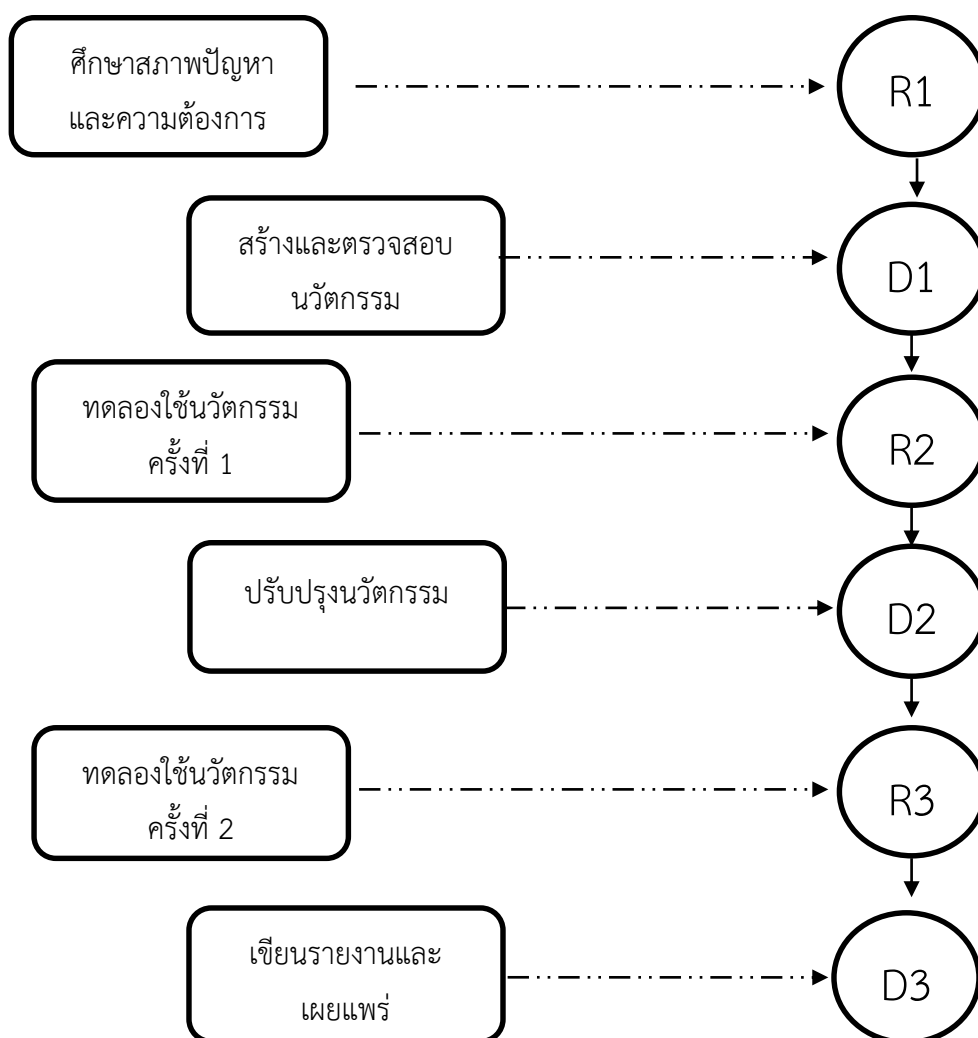 ศึกษาสภาพปัญหา
และความต้องการ
R1
สร้างและตรวจสอบ
นวัตกรรม
D1
ทดลองใช้นวัตกรรม
ครั้งที่ 1
R2
ปรับปรุงนวัตกรรม
D2
ทดลองใช้นวัตกรรม
ครั้งที่ 2
R3
เขียนรายงานและ
เผยแพร่
D3